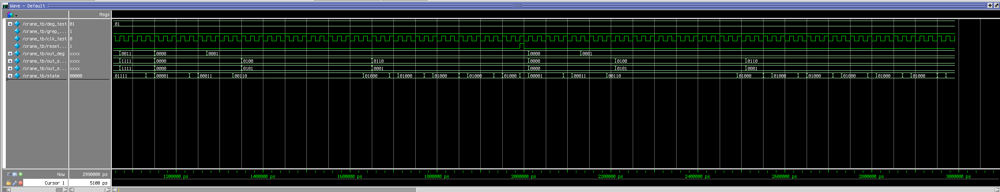 Wave - Default
Msgs
/crane_tb/deg_test 01 01
/crane_tb/grep_... 1
/crane_tb/clk_test 0
/crane_tb/reset... 1
/crane_tb/out_deg xxxx 0011 0000 0001 0000 0001
/crane_tb/out_s... xxxx 1111 0000 0100 0110 0000 0100 0110
/crane_tb/out_s... xxxx 1111 0000 0101 0001 0000 0101 0001
/crane_tb/state 00000 01111 00001 00011 00110 01000 01000 01000 01000 01000 00001 00011 00110 01000 01000 01000 01000 01000 01000
Now 2990000 ps
1200000 ps 1400000 ps 1600000 ps 1800000 ps 2000000 ps 2200000 ps 2400000 ps 2600000 ps 2800000 ps 3000000 ps
Cursor 1 5100 ps